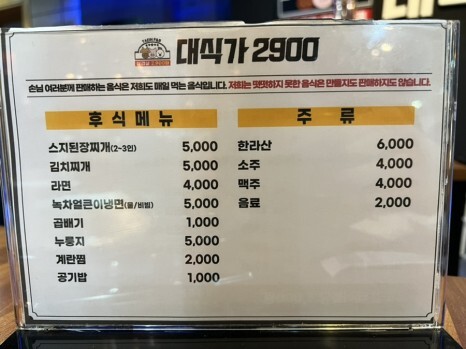 대식가 2900
손님 여러분께 판매하는 음식은 저희도 매일 먹는 음식입니다. 저희는 떳떳하지 못한 음식은 만들지도 판매하지도 않습니다.
후식메뉴
스지된장찌개(2~3인) 5,000
김치찌개 5,000
라면 4,000
녹차얼큰이냉면(물/비빔) 5,000
곱배기 1,000
누룽지 5,000
계란찜 2,000
공기밥 1,000
주류
한라산 6,000
소주 4,000
맥주 4,000
음료 2,000